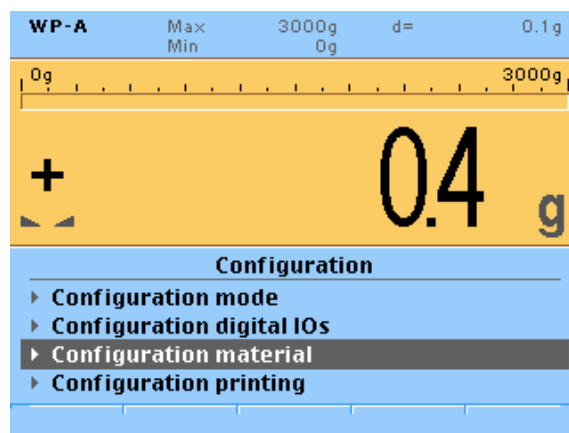 WP-A Max 3000g d= 0.1g
Min 0g
0g 3000g
+ 0.4 g
Configuration
Configuration mode
Configuration digital IOs
Configuration material
Configuration printing